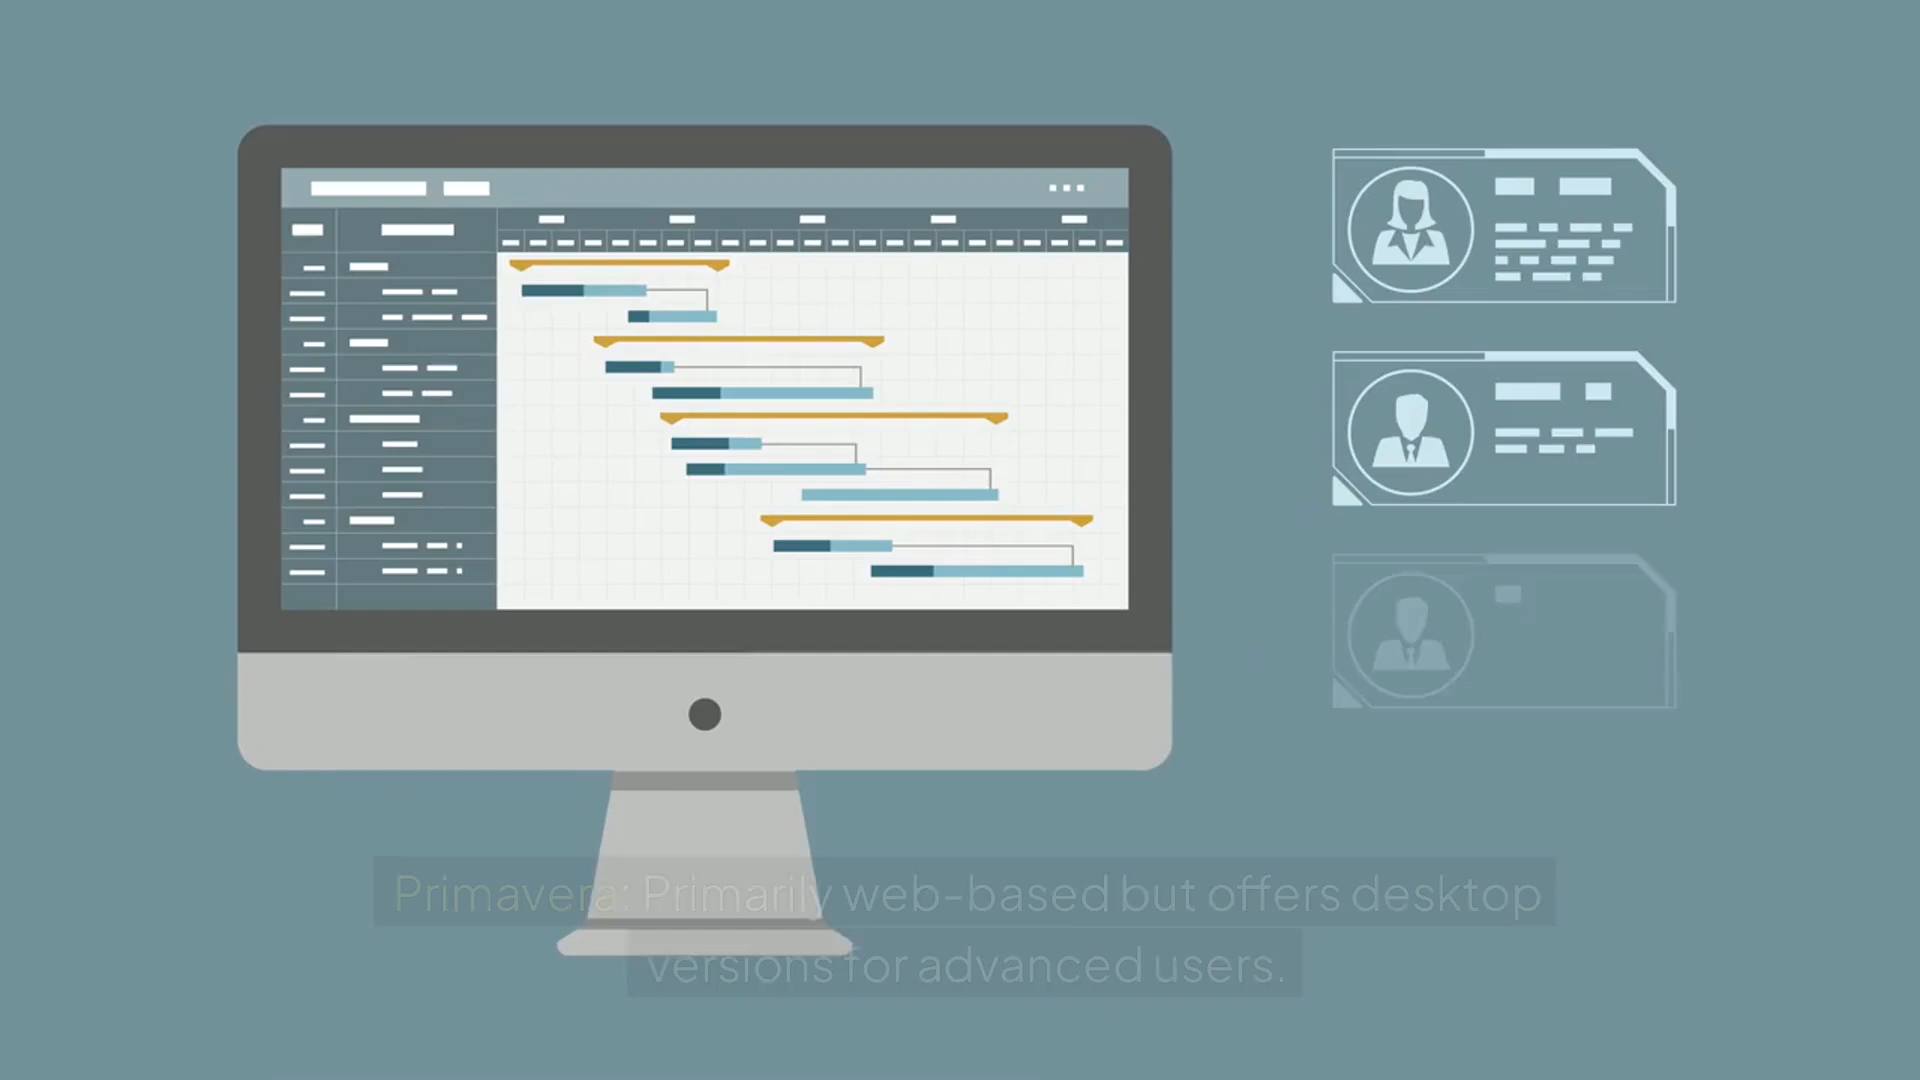 Primavera: Primarily web-based but offers desktop
versions for advanced users.